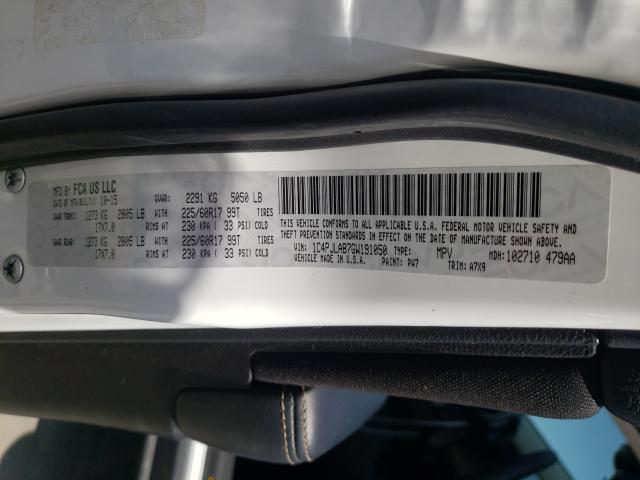 MFD BY: FCA US LLC
DATE OF MFR(BUILT): 10-15 GVWR: 2291 KG 5050 LB
GAWR FRONT: 1273 KG 2805 LB WITH 225/60R17 99T TIRES
17X7.0 RIMS AT 230 KPA ( 33 PSI) COLD
GAWR REAR: 1273 KG 2805 LB WITH 225/60R17 99T TIRES
17X7.0 RIMS AT 230 KPA ( 33 PSI) COLD
THIS VEHICLE CONFORMS TO ALL APPLICABLE U.S.A. FEDERAL MOTOR VEHICLE SAFETY
AND THEFT PREVENTION STANDARDS IN EFFECT ON THE DATE OF MANUFACTURE SHOWN ABOVE.
VIN: 1C4PJLAB7GW191050 TYPE: MPV MDH: 102710 479AA
VEHICLE MADE IN U.S.A. PAINT: PW7 TRIM: A7X9